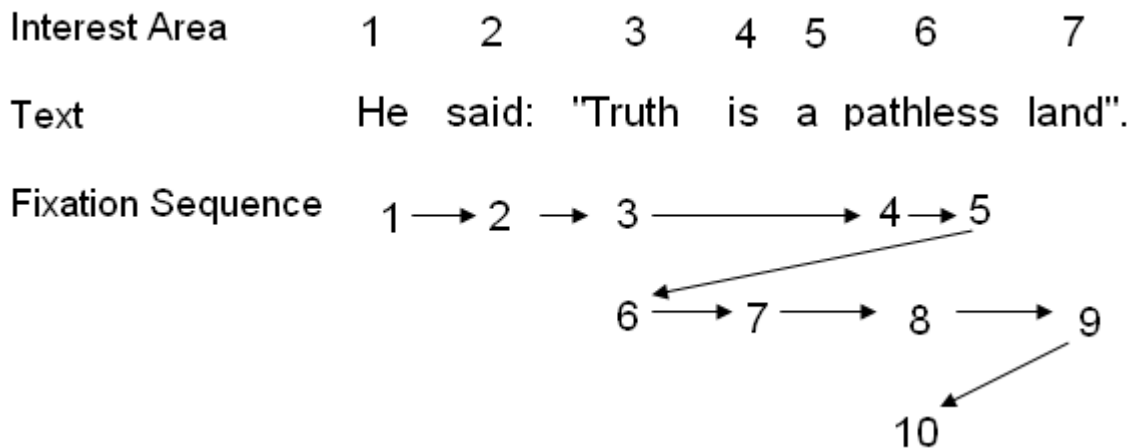 Interest Area 1 2 3 4 5 6 7
Text He said: "Truth is a pathless land".
Fixation Sequence 1 2 3 4 5
6 7 8 9
10